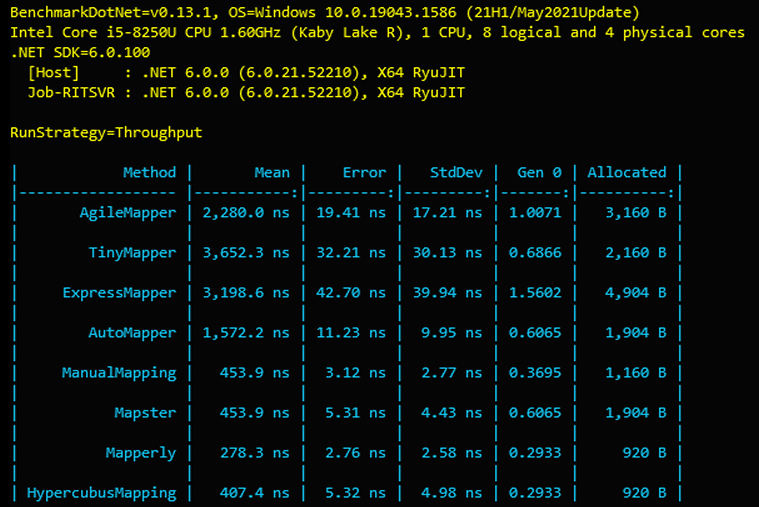 BenchmarkDotNet=v0.13.1, OS=Windows 10.0.19043.1586 (21H1/May2021Update)
Intel Core i5-8250U CPU 1.60GHz (Kaby Lake R), 1 CPU, 8 logical and 4 physical cores
.NET SDK=6.0.100
  [Host]     : .NET 6.0.0 (6.0.21.52210), X64 RyuJIT
  Job-RITSVR : .NET 6.0.0 (6.0.21.52210), X64 RyuJIT
RunStrategy=Throughput
|            Method |       Mean |    Error |   StdDev |  Gen 0 | Allocated |
|------------------ |-----------:|---------:|---------:|-------:|----------:|
|       AgileMapper | 2,280.0 ns | 19.41 ns | 17.21 ns | 1.0071 |   3,160 B |
|        TinyMapper | 3,652.3 ns | 32.21 ns | 30.13 ns | 0.6866 |   2,160 B |
|     ExpressMapper | 3,198.6 ns | 42.70 ns | 39.94 ns | 1.5602 |   4,904 B |
|        AutoMapper | 1,572.2 ns | 11.23 ns |  9.95 ns | 0.6065 |   1,904 B |
|     ManualMapping |   453.9 ns |  3.12 ns |  2.77 ns | 0.3695 |   1,160 B |
|           Mapster |   453.9 ns |  5.31 ns |  4.43 ns | 0.6065 |   1,904 B |
|          Mapperly |   278.3 ns |  2.76 ns |  2.58 ns | 0.2933 |     920 B |
| HypercubusMapping |   407.4 ns |  5.32 ns |  4.98 ns | 0.2933 |     920 B |